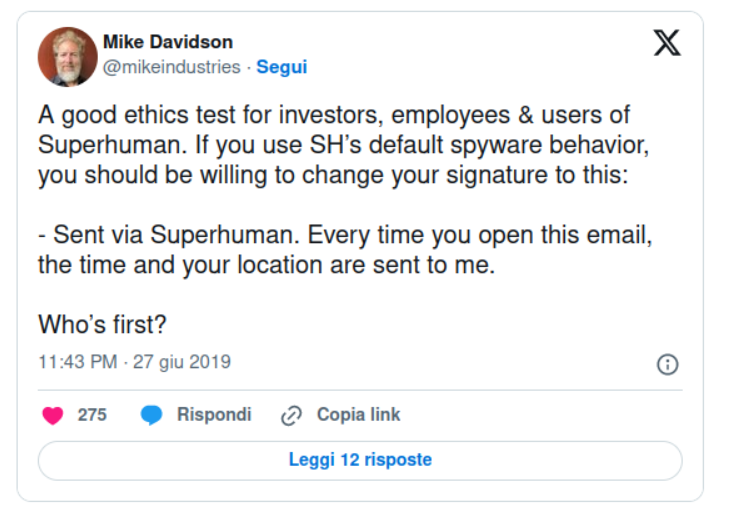 Mike Davidson
@mikeindustries · Segui
A good ethics test for investors, employees & users of
Superhuman. If you use SH’s default spyware behavior,
you should be willing to change your signature to this:
- Sent via Superhuman. Every time you open this email,
the time and your location are sent to me.
Who’s first?
11:43 PM · 27 giu 2019
275 Rispondi Copia link
Leggi 12 risposte